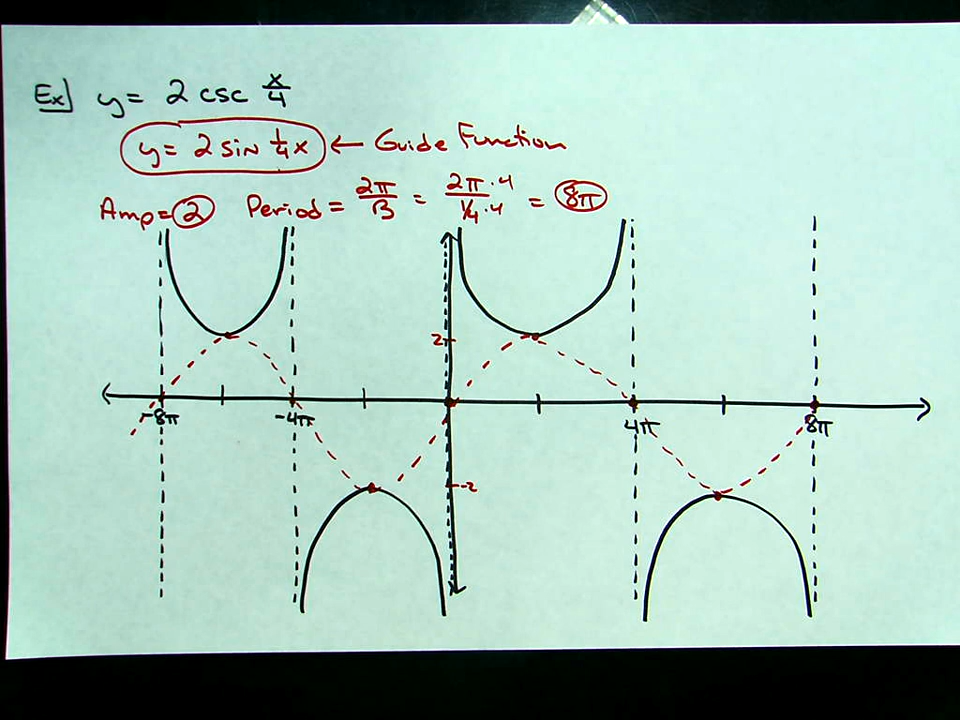 Ex] y = 2 csc x/4
y = 2 sin 1/4 x ← Guide Function
Amp = 2 Period = 2π/B = 2π·4/1/4·4 = 8π
2
-8π -4π 4π 8π
-2